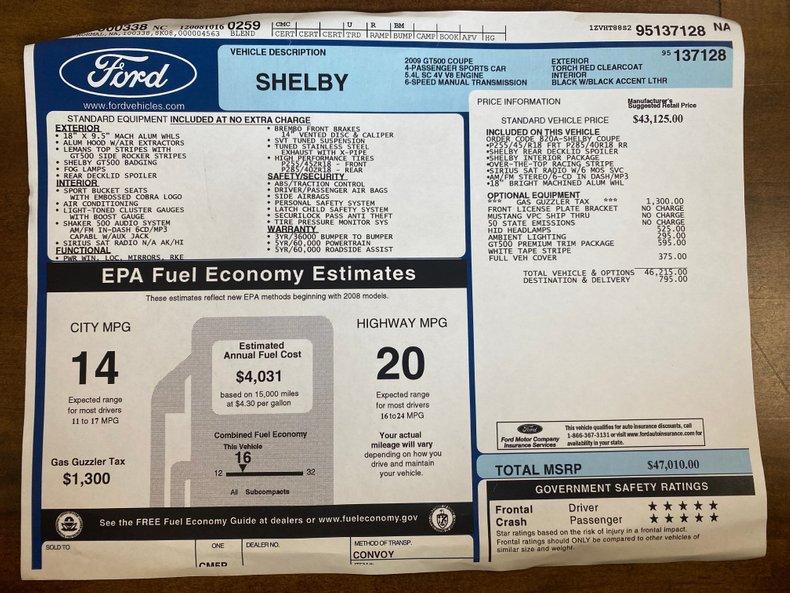 00338 NC 120081016 0259
NORMAL, NA, 100338, 5K08, 000004563 BLEND
CMC U R BM
CERT CERT CERT TRD RAMP BUMP CAMP BOOK AFV HG
1ZVHT88S2 95137128 NA
Ford
www.fordvehicles.com
VEHICLE DESCRIPTION
SHELBY
2009 GT500 COUPE
4-PASSENGER SPORTS CAR
5.4L SC 4V V8 ENGINE
6-SPEED MANUAL TRANSMISSION
EXTERIOR
TORCH RED CLEARCOAT
INTERIOR
BLACK W/BLACK ACCENT LTHR
95 137128
STANDARD EQUIPMENT INCLUDED AT NO EXTRA CHARGE
EXTERIOR
• 18" X 9.5" MACH ALUM WHLS
• ALUM HOOD W/AIR EXTRACTORS
• LEMANS TOP STRIPES WITH
GT500 SIDE ROCKER STRIPES
• SHELBY GT500 BADGING
• FOG LAMPS
• REAR DECKLID SPOILER
INTERIOR
• SPORT BUCKET SEATS
WITH EMBOSSED COBRA LOGO
• AIR CONDITIONING
• LIGHT-TUNED CLUSTER GAUGES
WITH BOOST GAUGE
• SHAKER 500 AUDIO SYSTEM
AM/FM IN-DASH 6CD/MP3
CAPABL W/AUX JACK
• SIRIUS SAT RADIO N/A AK/HI
FUNCTIONAL
• PWR WIN, LOC, MIRRORS, RKE
• BREMBO FRONT BRAKES
14" VENTED DISC & CALIPER
• SVT TUNED SUSPENSION
• TUNED STAINLESS STEEL
EXHAUST WITH X-PIPE
• HIGH PERFORMANCE TIRES
P255/45ZR18 - FRONT
P285/40ZR18 - REAR
SAFETY/SECURITY
• ABS/TRACTION CONTROL
• DRIVER/PASSENGER AIR BAGS
• SIDE AIRBAGS
• PERSONAL SAFETY SYSTEM
• LATCH CHILD SAFETY SYSTEM
• SECURILOCK PASS ANTI THEFT
• TIRE PRESSURE MONITOR SYS
WARRANTY
• 3YR/36000 BUMPER TO BUMPER
• 5YR/60,000 POWERTRAIN
• 5YR/60,000 ROADSIDE ASSIST
PRICE INFORMATION
Manufacturer's
Suggested Retail Price
STANDARD VEHICLE PRICE $43,125.00
INCLUDED ON THIS VEHICLE
ORDER CODE 820A-SHELBY COUPE
•P255/45/R18 FRT P285/40R18 RR
•SHELBY REAR DECKLID SPOILER
•SHELBY INTERIOR PACKAGE
•OVER-THE-TOP RACING STRIPE
•SIRIUS SAT RADIO W/6 MOS SVC
•AM/FM STEREO/6-CD IN DASH/MP3
•18" BRIGHT MACHINED ALUM WHL
OPTIONAL EQUIPMENT
*** GAS GUZZLER TAX *** 1,300.00
FRONT LICENSE PLATE BRACKET NO CHARGE
MUSTANG VPC SHIP THRU NO CHARGE
50 STATE EMISSIONS NO CHARGE
HID HEADLAMPS 525.00
AMBIENT LIGHTING 295.00
GT500 PREMIUM TRIM PACKAGE 595.00
WHITE TAPE STRIPE
FULL VEH COVER 375.00
TOTAL VEHICLE & OPTIONS 46,215.00
DESTINATION & DELIVERY 795.00
EPA Fuel Economy Estimates
These estimates reflect new EPA methods beginning with 2008 models.
CITY MPG
14
Expected range
for most drivers
11 to 17 MPG
Gas Guzzler Tax
$1,300
Estimated
Annual Fuel Cost
$4,031
based on 15,000 miles
at $4.30 per gallon
Combined Fuel Economy
This Vehicle
16
12 32
All Subcompacts
HIGHWAY MPG
20
Expected range
for most drivers
16 to 24 MPG
Your actual
mileage will vary
depending on how you
drive and maintain
your vehicle.
See the FREE Fuel Economy Guide at dealers or www.fueleconomy.gov
Ford
Ford Motor Company
Insurance Services
This vehicle qualifies for auto insurance discounts, call
1-866-367-3131 or visit www.fordautoinsurance.com for
availability in your state.
TOTAL MSRP $47,010.00
GOVERNMENT SAFETY RATINGS
Frontal Driver ★ ★ ★ ★ ★
Crash Passenger ★ ★ ★ ★ ★
Star ratings based on the risk of injury in a frontal impact.
Frontal ratings should ONLY be compared to other vehicles of
similar size and weight.
SOLD TO
ONE
DEALER NO.
METHOD OF TRANSP.
CONVOY